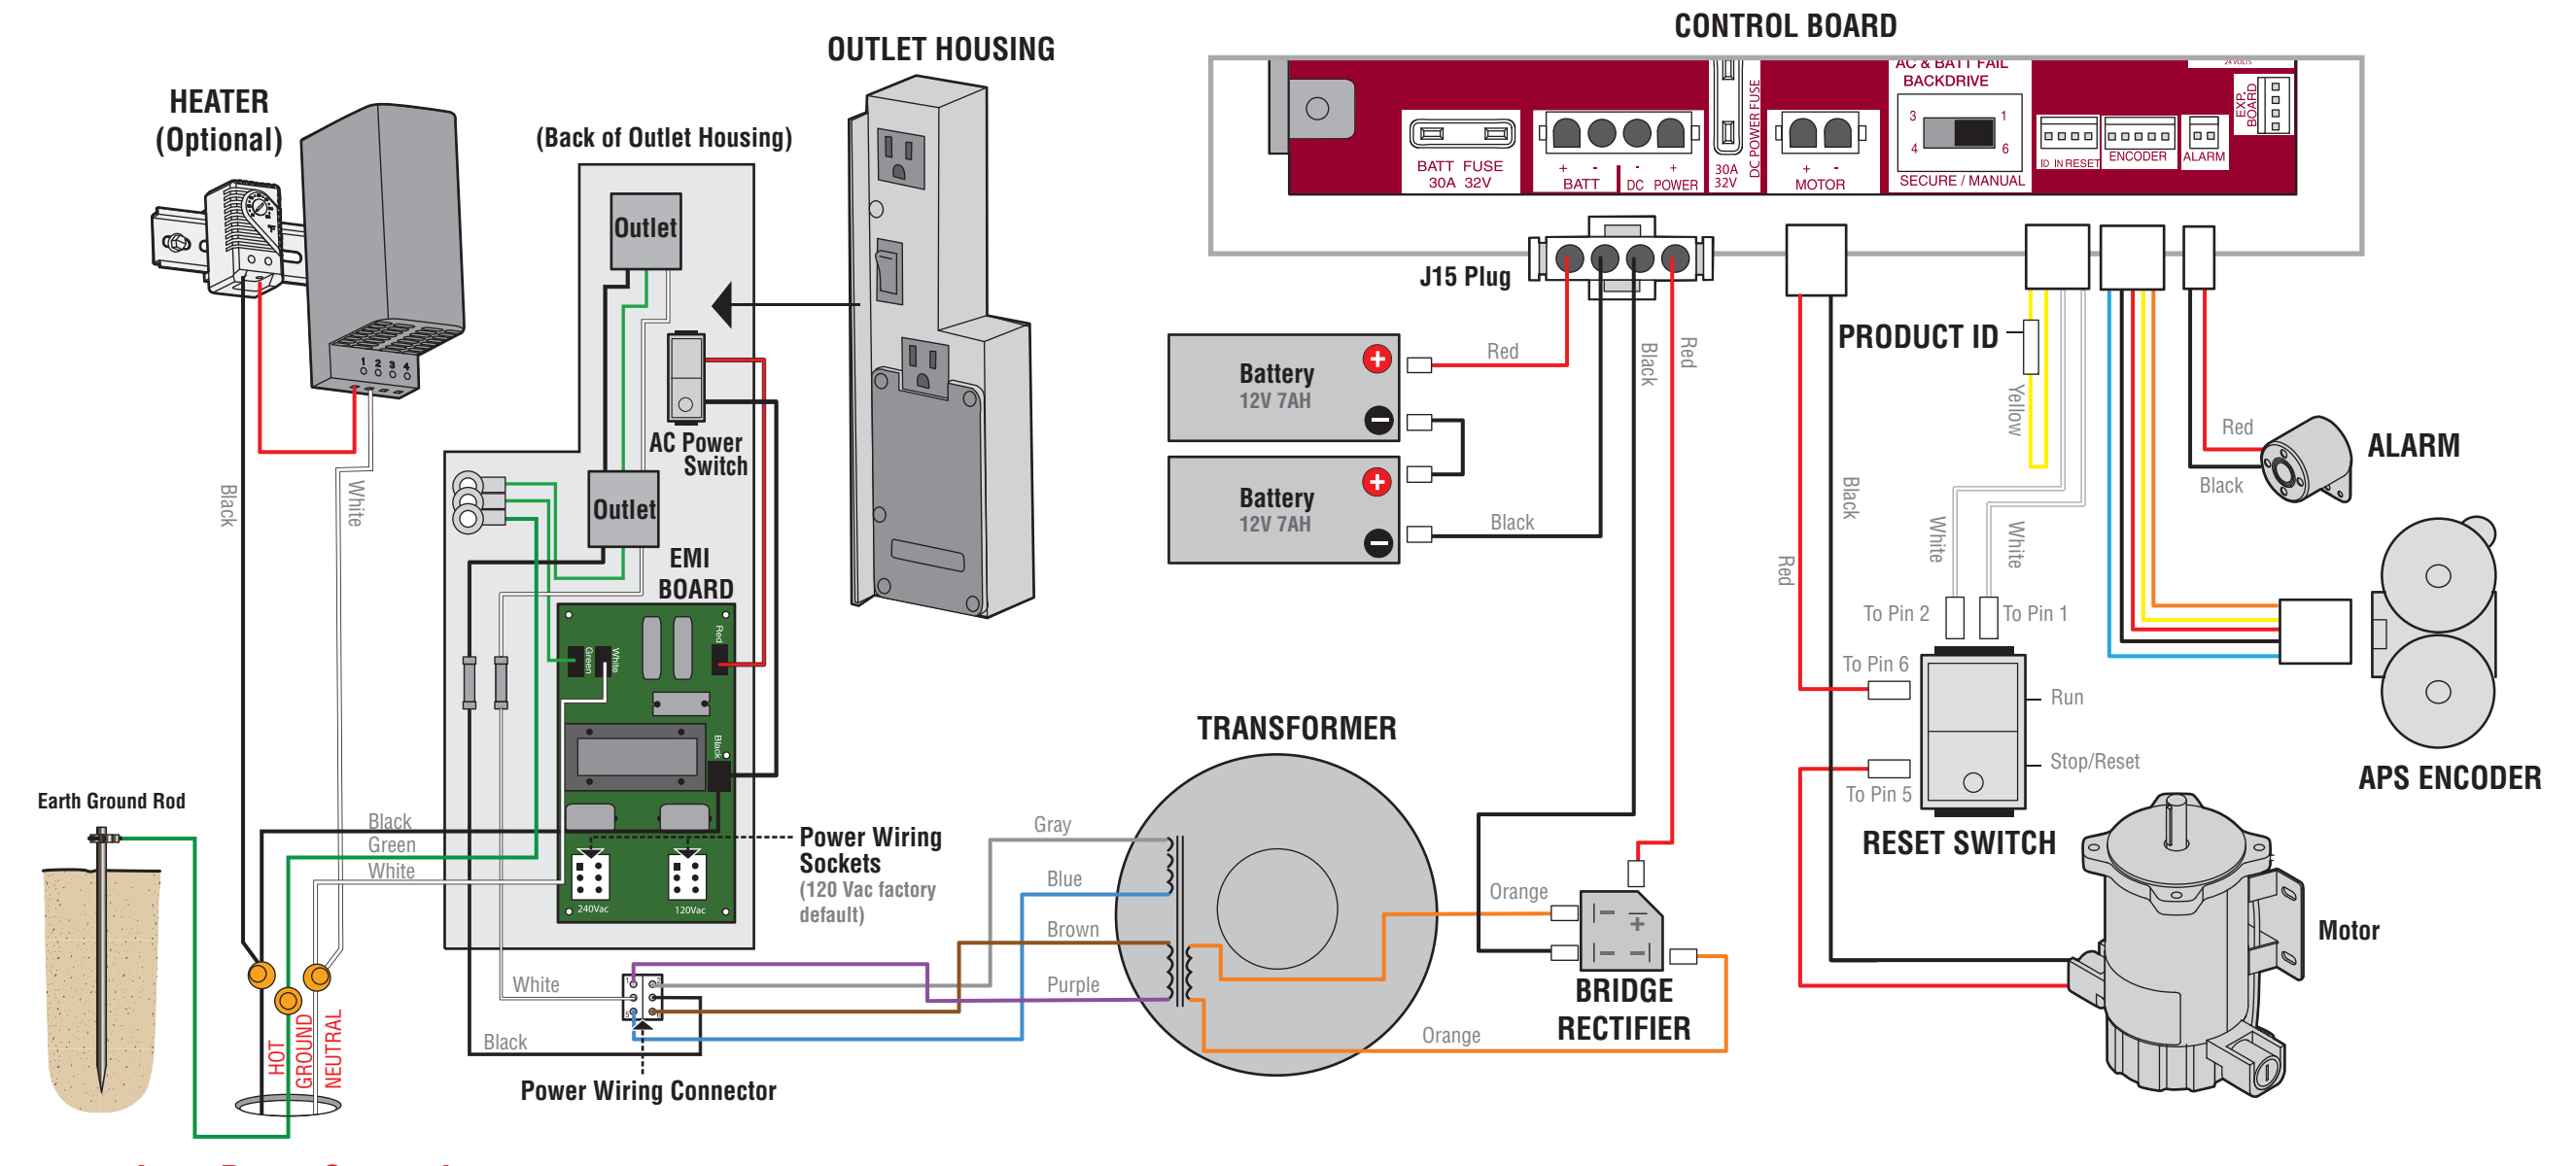 CONTROL BOARD
OUTLET HOUSING
HEATER
(Optional)
(Back of Outlet Housing)
AC & BATT FAIL
BACKDRIVE
24 VOLTS
EXP.
BOARD
3 1
4 6
SECURE / MANUAL
BATT FUSE
30A 32V
+ - - +
BATT DC POWER
30A
32V
DC POWER FUSE
+ -
MOTOR
ID IN RESET
ENCODER
ALARM
Outlet
J15 Plug
1 2 3 4
Battery
12V 7AH
+
-
Battery
12V 7AH
+
-
Red
Black
Black
Red
PRODUCT ID
Yellow
Red
Black
ALARM
AC Power
Switch
Outlet
EMI
BOARD
Black
White
Green
White
Red
Black
240Vac
120Vac
Power Wiring
Sockets
(120 Vac factory
default)
Earth Ground Rod
Black
Green
White
HOT
GROUND
NEUTRAL
White
Black
Power Wiring Connector
TRANSFORMER
Gray
Blue
Brown
Purple
Orange
Orange
BRIDGE
RECTIFIER
Black
Red
White
White
To Pin 2
To Pin 1
To Pin 6
To Pin 5
Run
Stop/Reset
RESET SWITCH
APS ENCODER
Motor